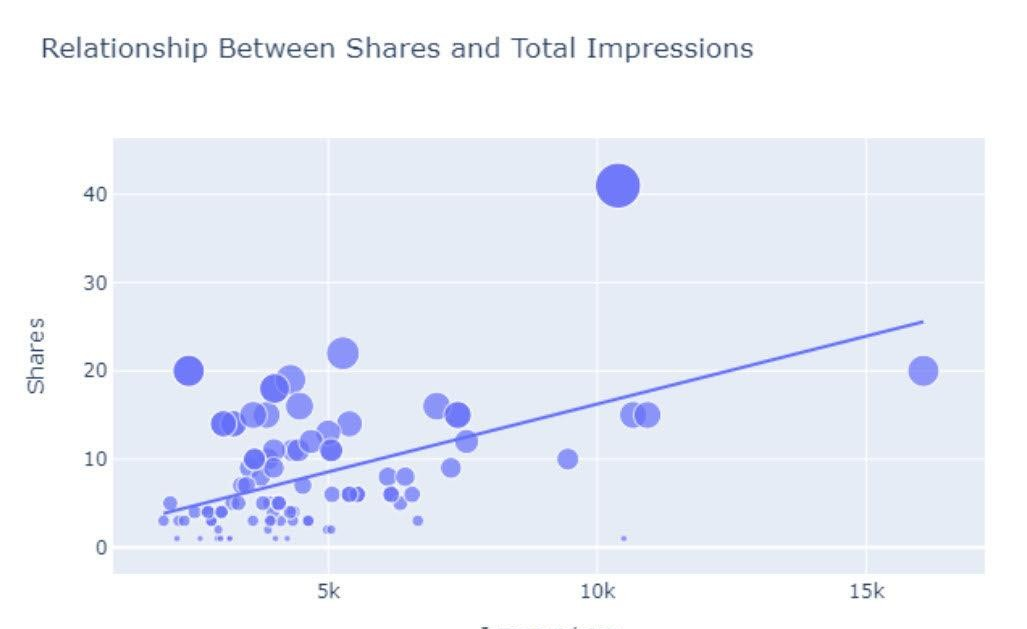 Relationship Between Shares and Total Impressions
40
30
Shares
20
10
0
5k
10k
15k